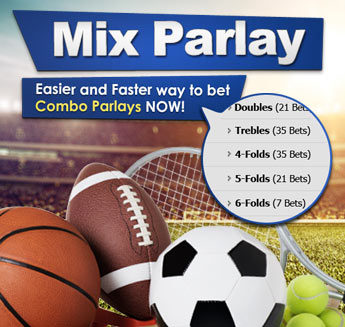 Mix Parlay
Easier and Faster way to bet
Combo Parlays NOW!
> Doubles (21 Bets
> Trebles (35 Bets)
> 4-Folds (35 Bets)
> 5-Folds (21 Bets)
> 6-Folds (7 Bets)